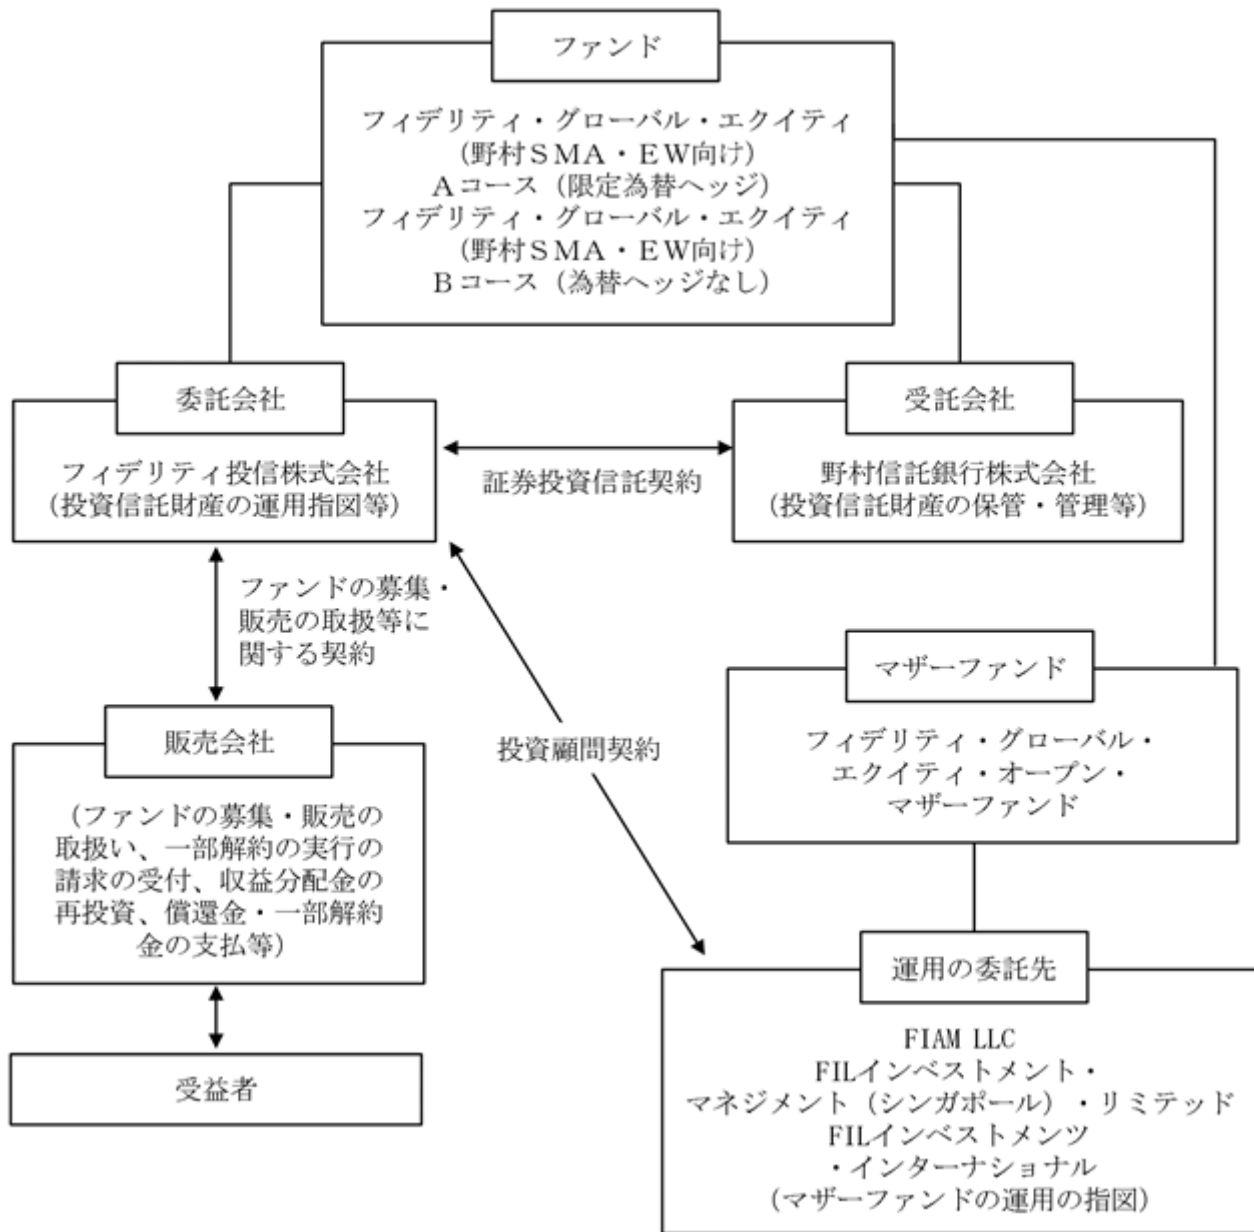 ファンド
フィデリティ・グローバル・エクイティ
(野村SMA・EW向け)
Aコース(限定為替ヘッジ)
フィデリティ・グローバル・エクイティ
(野村SMA・EW向け)
Bコース(為替ヘッジなし)
委託会社
フィデリティ投信株式会社
(投資信託財産の運用指図等)
証券投資信託契約
受託会社
野村信託銀行株式会社
(投資信託財産の保管・管理等)
ファンドの募集・
販売の取扱等に
関する契約
投資顧問契約
マザーファンド
フィデリティ・グローバル・
エクイティ・オープン・
マザーファンド
販売会社
(ファンドの募集・販売の
取扱い、一部解約の実行の
請求の受付、収益分配金の
再投資、償還金・一部解約
金の支払等)
受益者
運用の委託先
FIAM LLC
FILインベストメント・
マネジメント(シンガポール)・リミテッド
FILインベストメンツ
・インターナショナル
(マザーファンドの運用の指図)